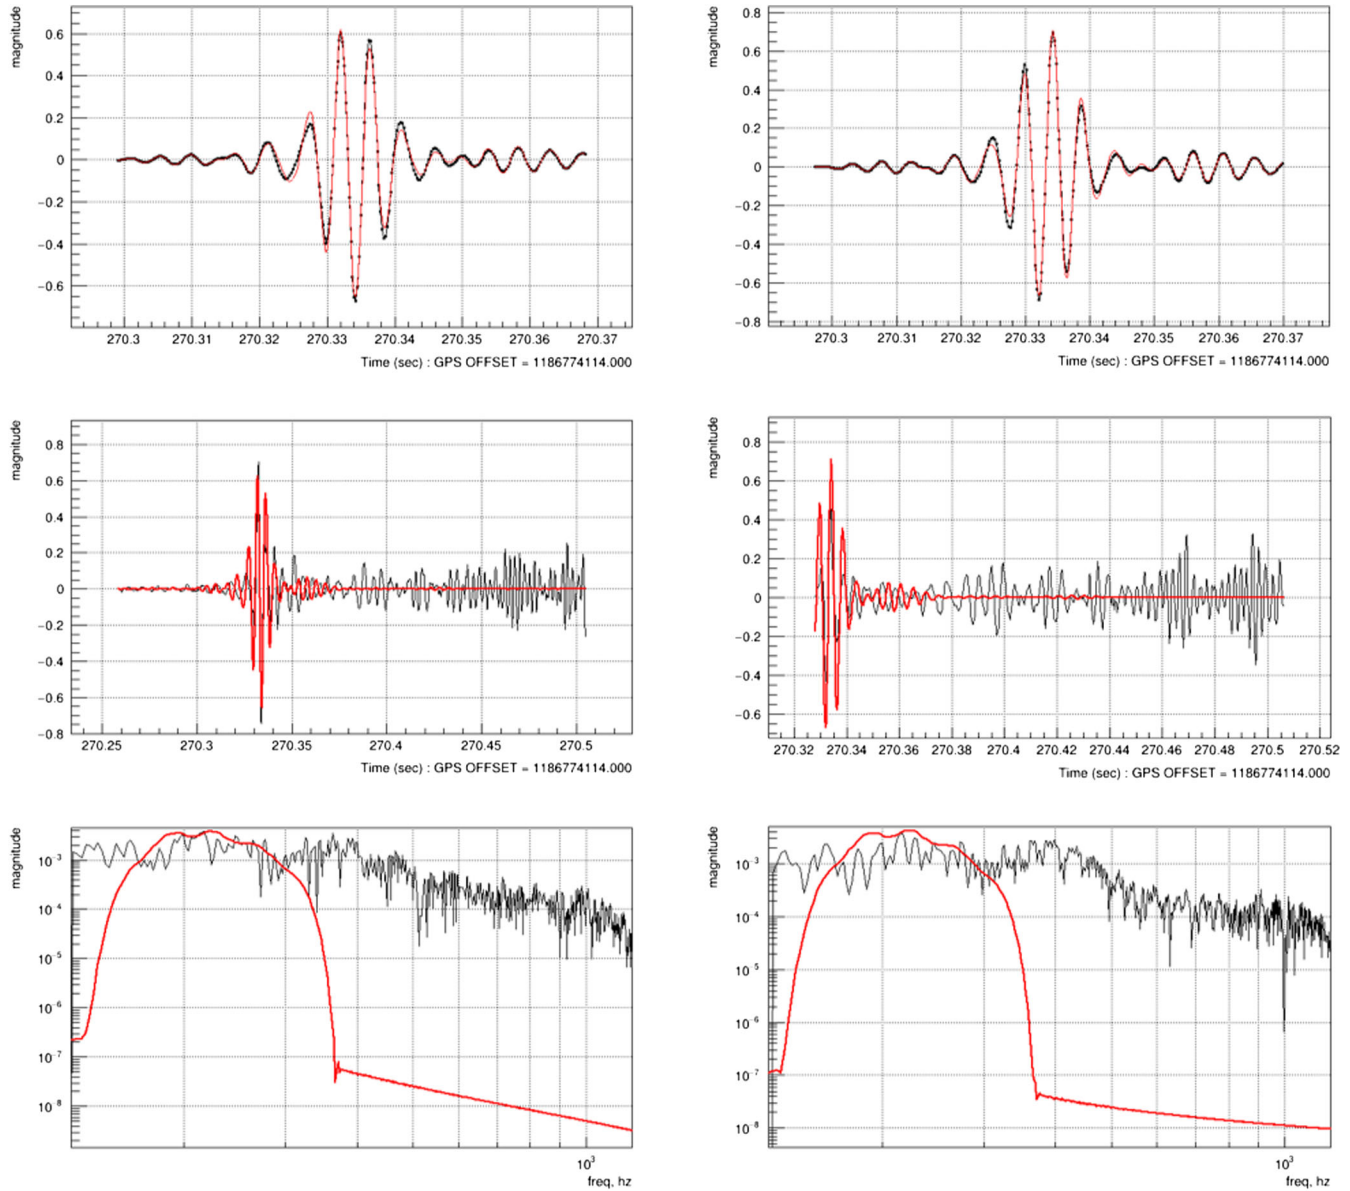 magnitude
0.6
0.4
0.2
0
−0.2
−0.4
−0.6
270.3 270.31 270.32 270.33 270.34 270.35 270.36 270.37
Time (sec) : GPS OFFSET = 1186774114.000
magnitude
0.8
0.6
0.4
0.2
0
−0.2
−0.4
−0.6
−0.8
270.3 270.31 270.32 270.33 270.34 270.35 270.36 270.37
Time (sec) : GPS OFFSET = 1186774114.000
magnitude
0.8
0.6
0.4
0.2
0
−0.2
−0.4
−0.6
−0.8
270.25 270.3 270.35 270.4 270.45 270.5
Time (sec) : GPS OFFSET = 1186774114.000
magnitude
0.8
0.6
0.4
0.2
0
−0.2
−0.4
−0.6
270.32 270.34 270.36 270.38 270.4 270.42 270.44 270.46 270.48 270.5 270.52
Time (sec) : GPS OFFSET = 1186774114.000
magnitude
10⁻³
10⁻⁴
10⁻⁵
10⁻⁶
10⁻⁷
10⁻⁸
10³
freq, hz
magnitude
10⁻³
10⁻⁴
10⁻⁵
10⁻⁶
10⁻⁷
10⁻⁸
10³
freq, hz